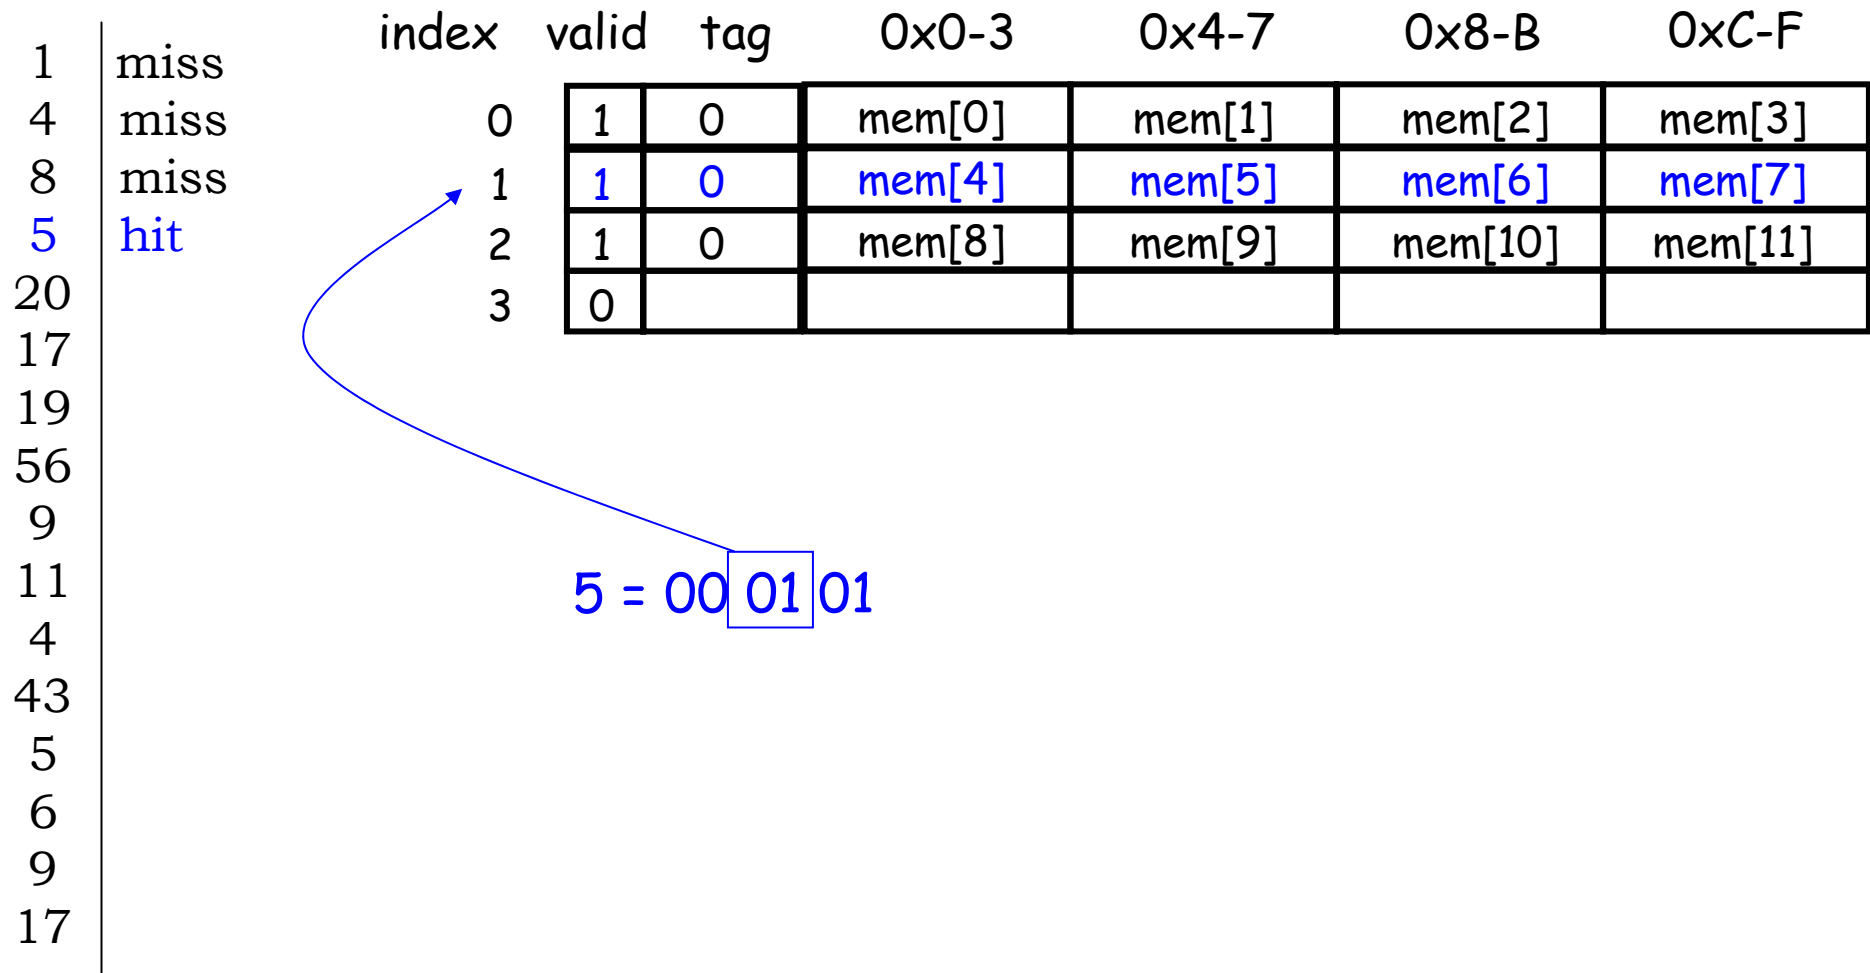 index valid tag 0x0-3 0x4-7 0x8-B 0xC-F
1 miss
4 miss 0 1 0 mem[0] mem[1] mem[2] mem[3]
8 miss 1 1 0 mem[4] mem[5] mem[6] mem[7]
5 hit 2 1 0 mem[8] mem[9] mem[10] mem[11]
20 3 0
17
19
56
9
11 5 = 00 01 01
4
43
5
6
9
17